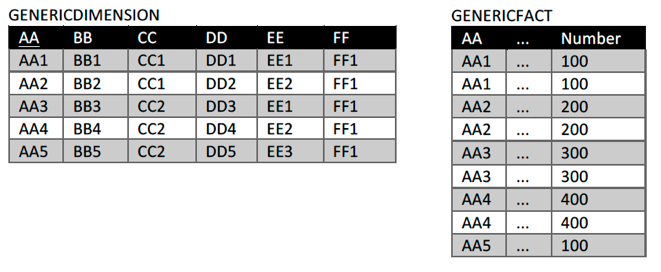 GENERICDIMENSION
AA BB CC DD EE FF
AA1 BB1 CC1 DD1 EE1 FF1
AA2 BB2 CC1 DD2 EE2 FF1
AA3 BB3 CC2 DD3 EE1 FF1
AA4 BB4 CC2 DD4 EE2 FF1
AA5 BB5 CC2 DD5 EE3 FF1
GENERICFACT
AA ... Number
AA1 ... 100
AA1 ... 100
AA2 ... 200
AA2 ... 200
AA3 ... 300
AA3 ... 300
AA4 ... 400
AA4 ... 400
AA5 ... 100